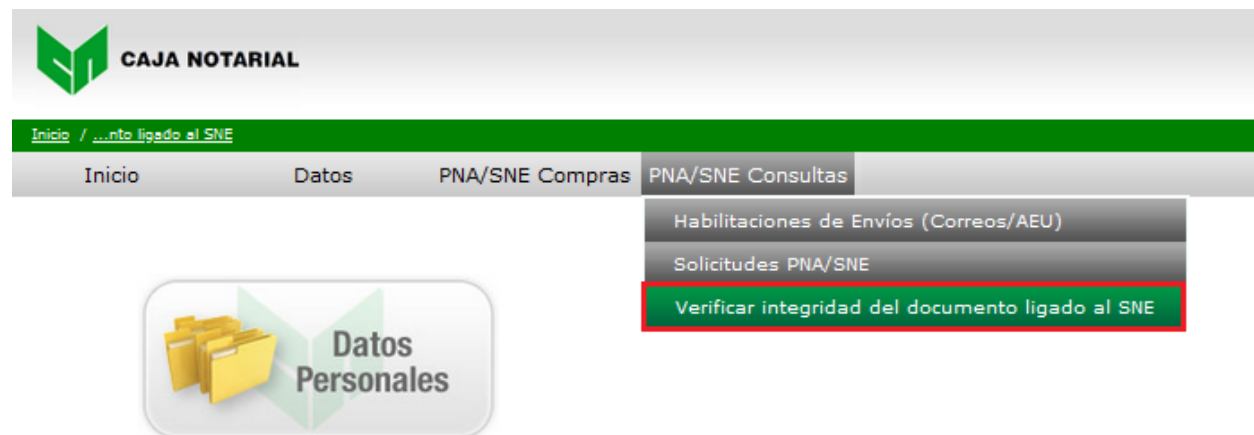 CAJA NOTARIAL
Inicio / ...nto ligado al SNE
Inicio Datos PNA/SNE Compras PNA/SNE Consultas
Habilitaciones de Envíos (Correos/AEU)
Solicitudes PNA/SNE
Verificar integridad del documento ligado al SNE
Datos
Personales